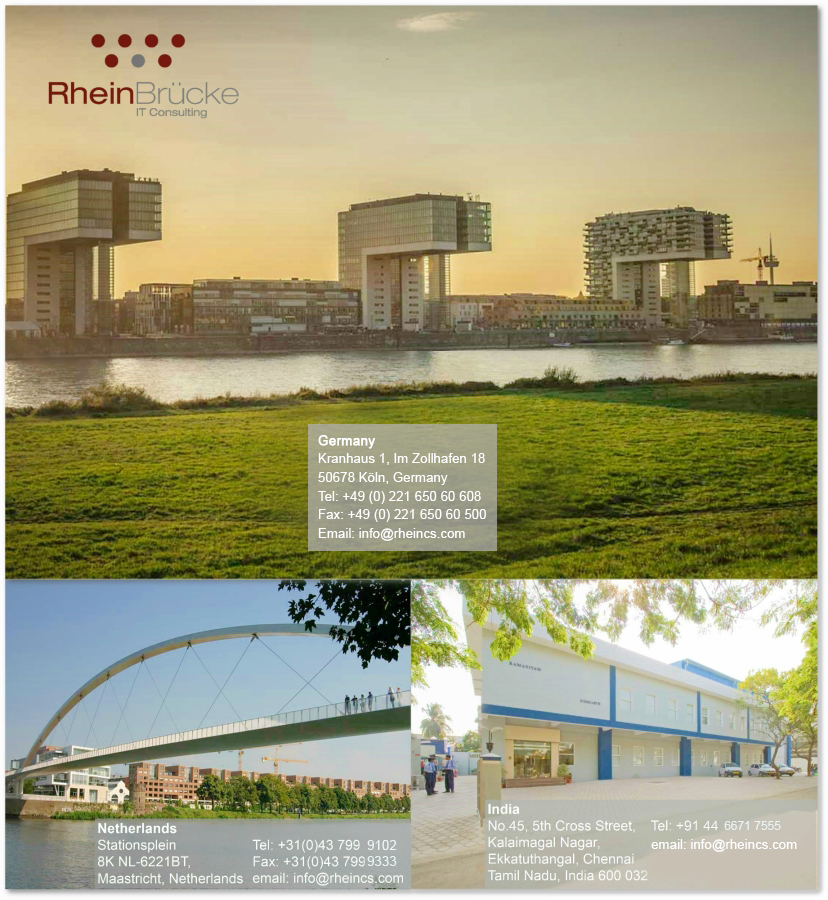 RheinBrücke
IT Consulting
Germany
Kranhaus 1, Im Zollhafen 18
50678 Köln, Germany
Tel: +49 (0) 221 650 60 608
Fax: +49 (0) 221 650 60 500
Email: info@rheincs.com
Netherlands
Stationsplein
8K NL-6221BT,
Maastricht, Netherlands
Tel: +31(0)43 799 9102
Fax: +31(0)43 7999333
email: info@rheincs.com
India
No.45, 5th Cross Street,
Kalaimagal Nagar,
Ekkatuthangal, Chennai
Tamil Nadu, India 600 032
Tel: +91 44 6671 7555
email: info@rheincs.com